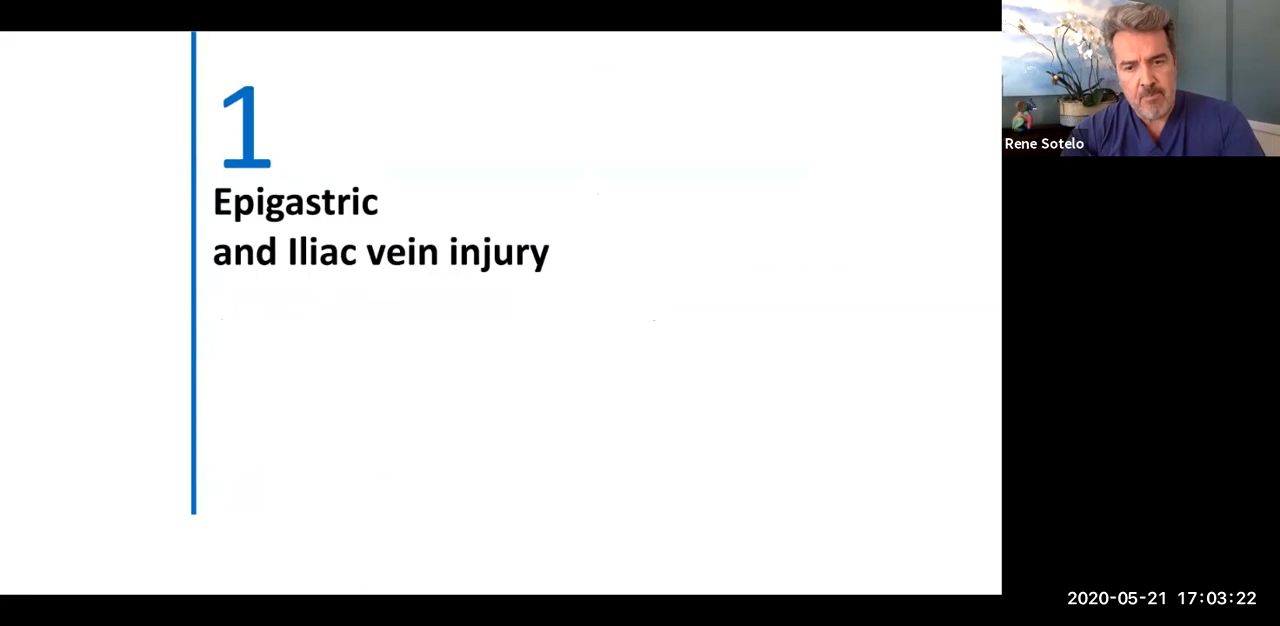 1
Epigastric
and Iliac vein injury
Rene Sotelo
2020-05-21 17:03:22